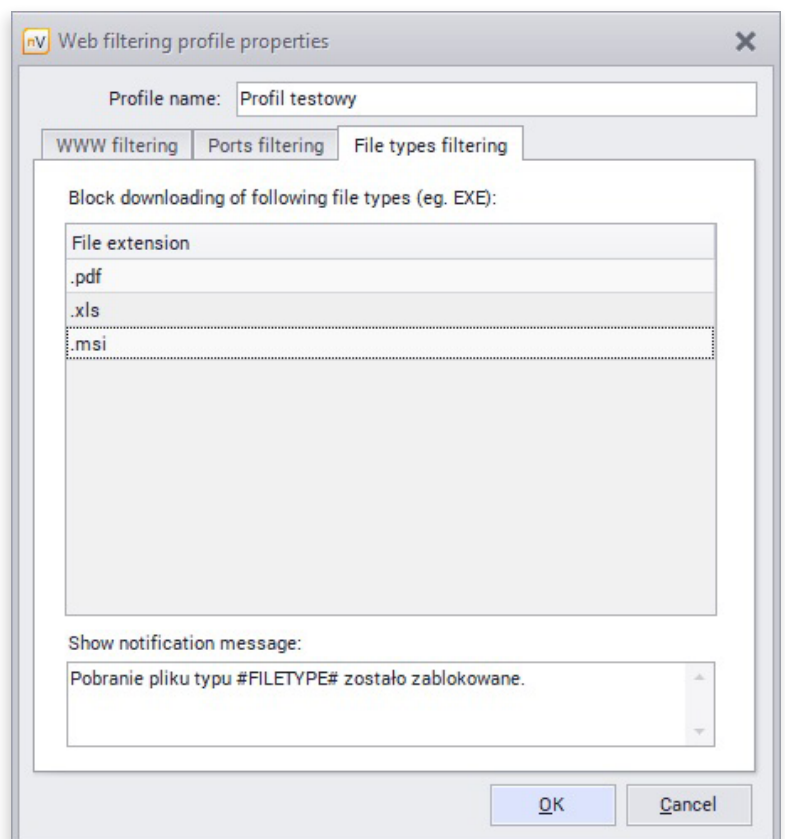 nV Web filtering profile properties
Profile name: Profil testowy
WWW filtering Ports filtering File types filtering
Block downloading of following file types (eg. EXE):
File extension
.pdf
.xls
.msi
Show notification message:
Pobranie pliku typu #FILETYPE# zostało zablokowane.
OK Cancel